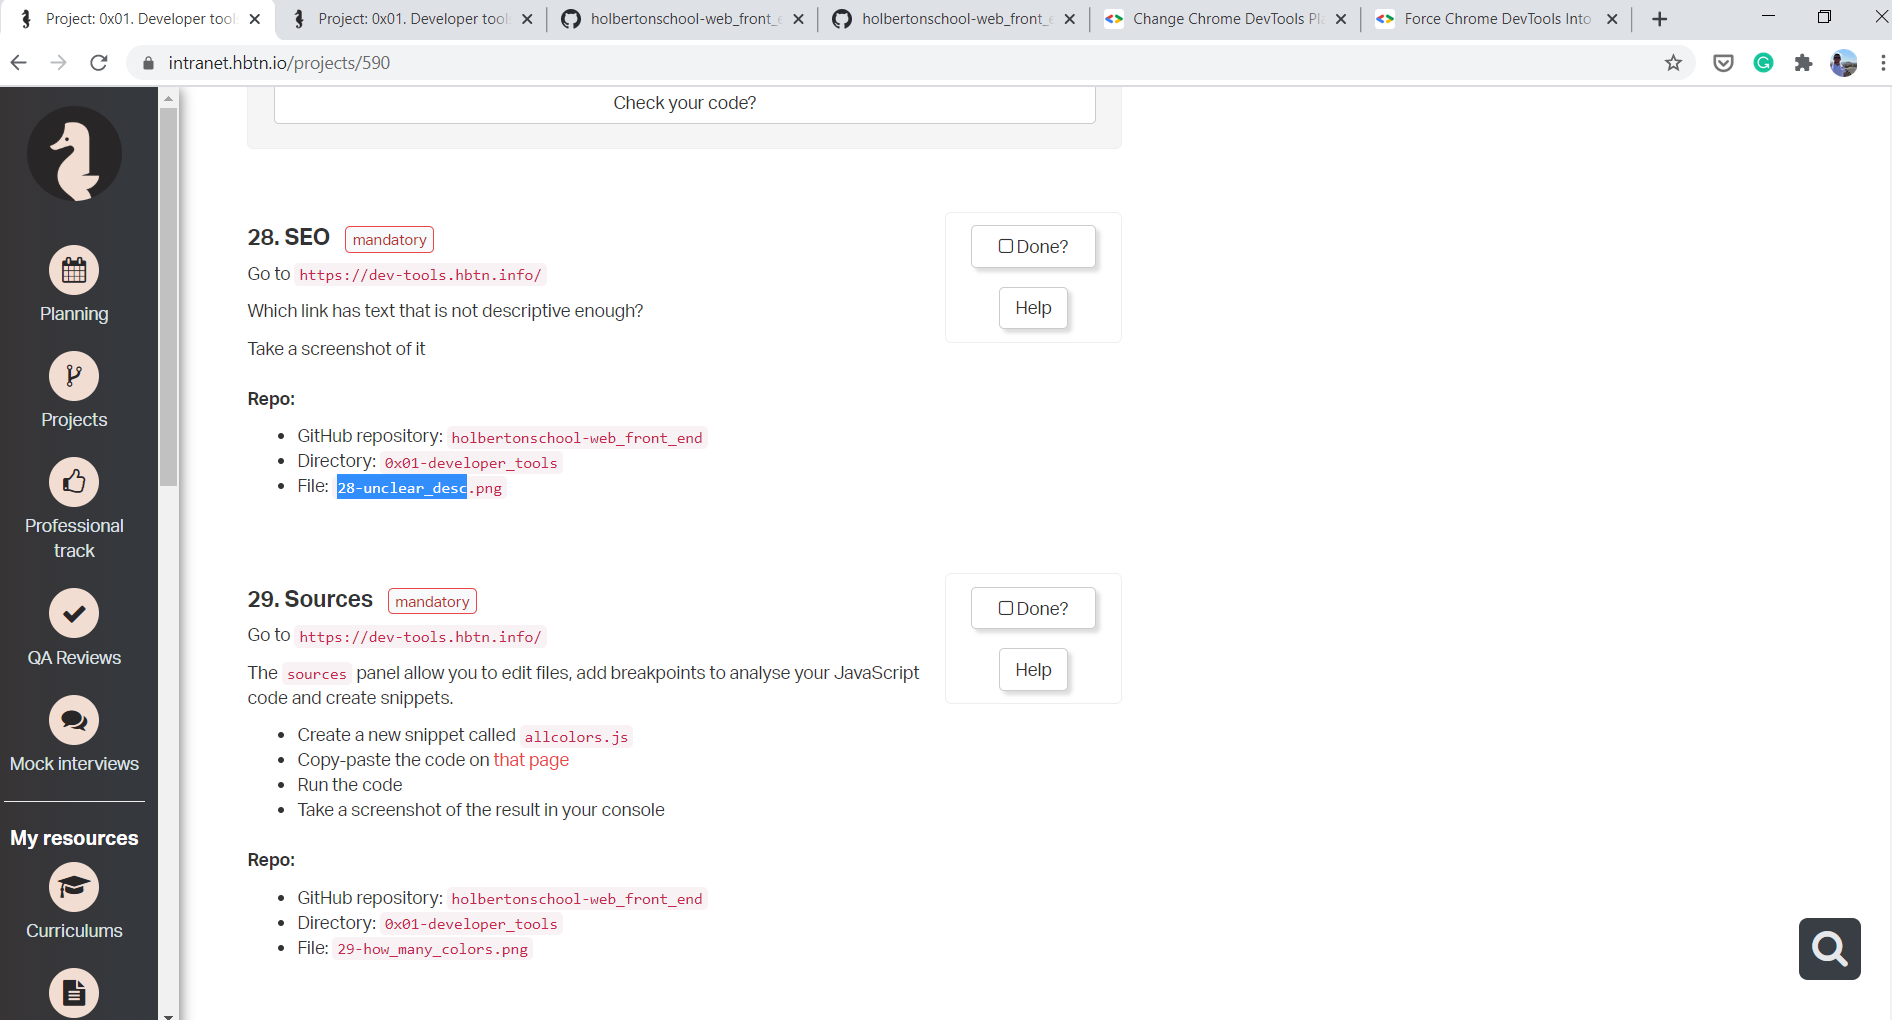 Project: 0x01. Developer tool
Project: 0x01. Developer tool
holbertonschool-web_front_e
holbertonschool-web_front_e
Change Chrome DevTools Pl
Force Chrome DevTools Into
intranet.hbtn.io/projects/590
Planning
Projects
Professional
track
QA Reviews
Mock interviews
My resources
Curriculums
Check your code?
28. SEO mandatory
Done?
Help
Go to https://dev-tools.hbtn.info/
Which link has text that is not descriptive enough?
Take a screenshot of it
Repo:
• GitHub repository: holbertonschool-web_front_end
• Directory: 0x01-developer_tools
• File: 28-unclear_desc.png
29. Sources mandatory
Done?
Help
Go to https://dev-tools.hbtn.info/
The sources panel allow you to edit files, add breakpoints to analyse your JavaScript
code and create snippets.
• Create a new snippet called allcolors.js
• Copy-paste the code on that page
• Run the code
• Take a screenshot of the result in your console
Repo:
• GitHub repository: holbertonschool-web_front_end
• Directory: 0x01-developer_tools
• File: 29-how_many_colors.png